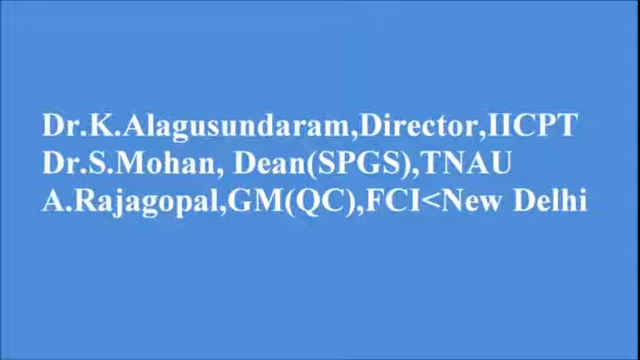 Dr.K.Alagusundaram,Director,IICPT
Dr.S.Mohan, Dean(SPGS),TNAU
A.Rajagopal,GM(QC),FCI<New Delhi